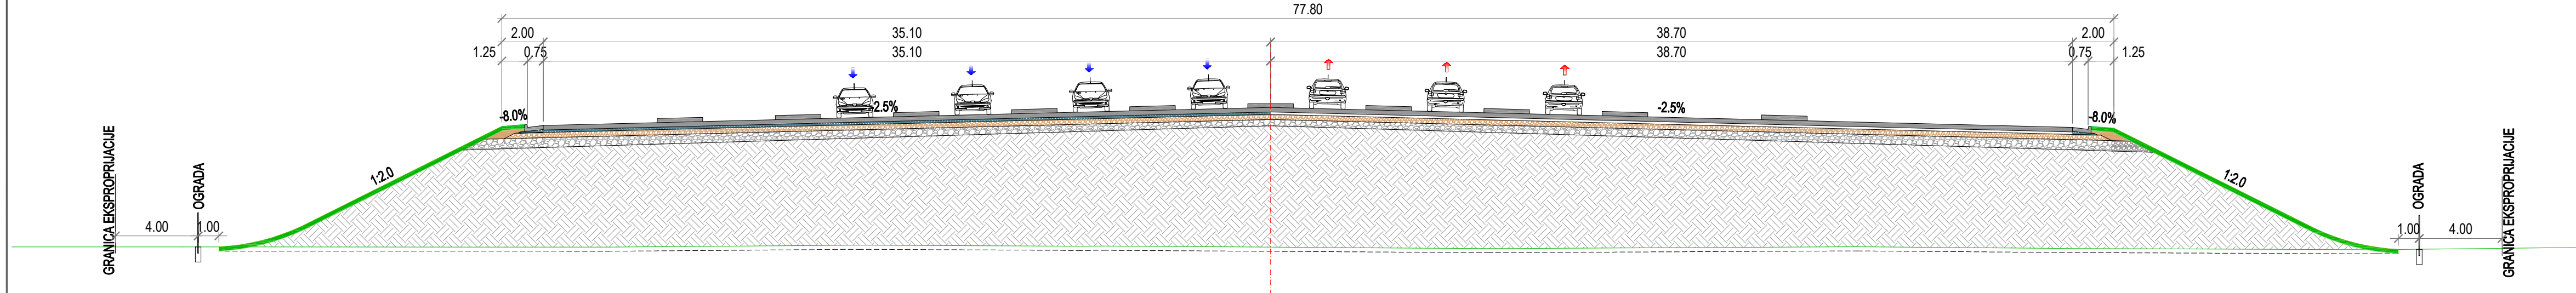 77.80
2.00 35.10 38.70 2.00
1.25 0.75 35.10 38.70 0.75 1.25
-8.0% -2.5% -2.5% -8.0%
GRANICA EKSPROPRIJACIJE
OGRADA
1:2.0
1:2.0
OGRADA
GRANICA EKSPROPRIJACIJE
4.00 1.00 1.00 4.00